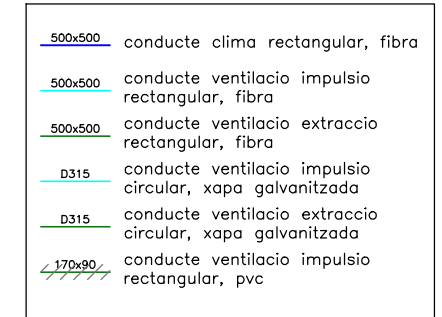 500x500 conducte clima rectangular, fibra
500x500 conducte ventilacio impulsio
rectangular, fibra
500x500 conducte ventilacio extraccio
rectangular, fibra
D315 conducte ventilacio impulsio
circular, xapa galvanitzada
D315 conducte ventilacio extraccio
circular, xapa galvanitzada
170x90 conducte ventilacio impulsio
rectangular, pvc